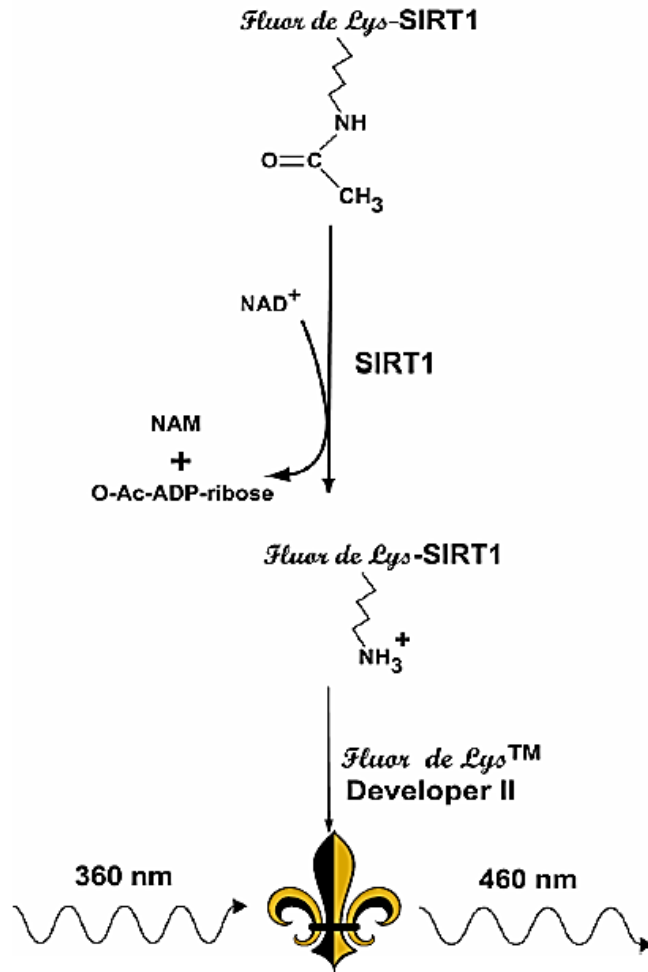 Fluor de Lys-SIRT1
NH
O=C
CH3
NAD+
SIRT1
NAM
+
O-Ac-ADP-ribose
Fluor de Lys-SIRT1
NH3+
Fluor de Lys™
Developer II
360 nm
460 nm